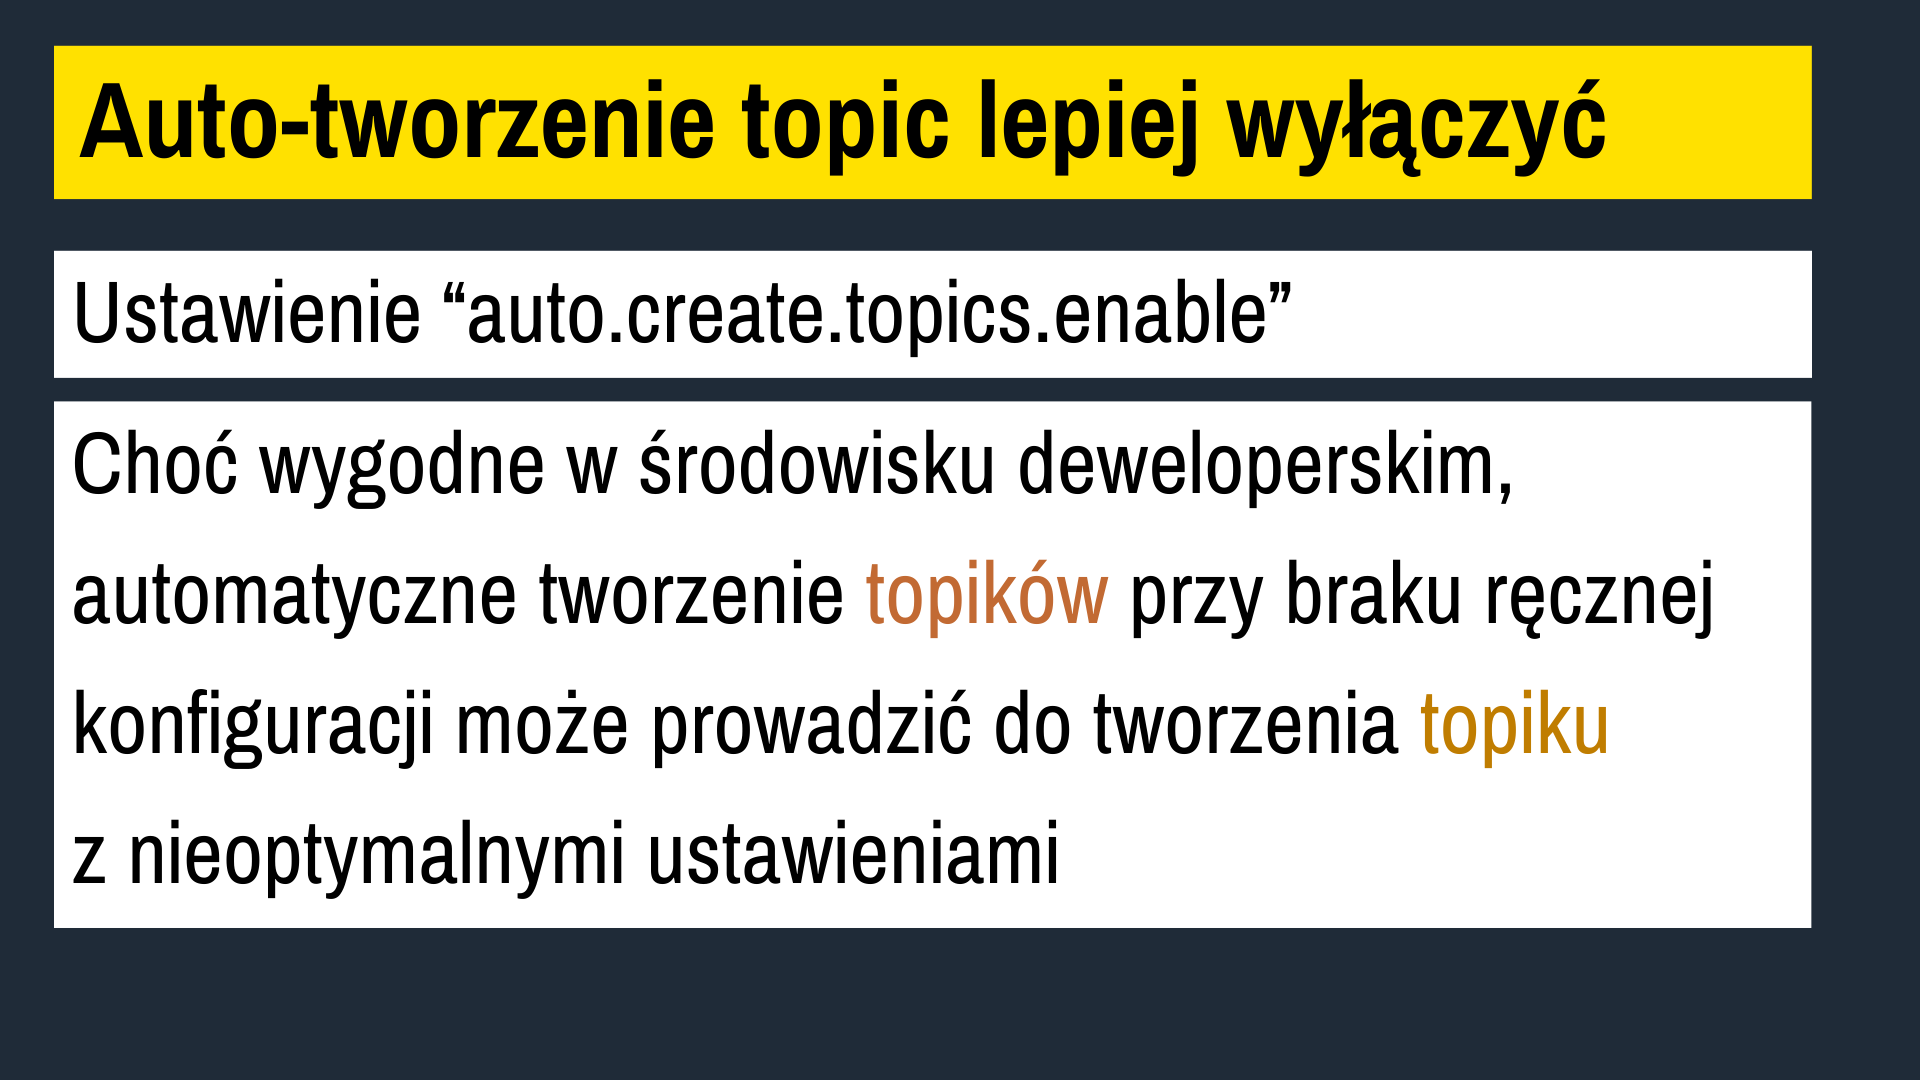 Auto-tworzenie topic lepiej wyłączyć
Ustawienie “auto.create.topics.enable”
Choć wygodne w środowisku deweloperskim,
automatyczne tworzenie topików przy braku ręcznej
konfiguracji może prowadzić do tworzenia topiku
z nieoptymalnymi ustawieniami